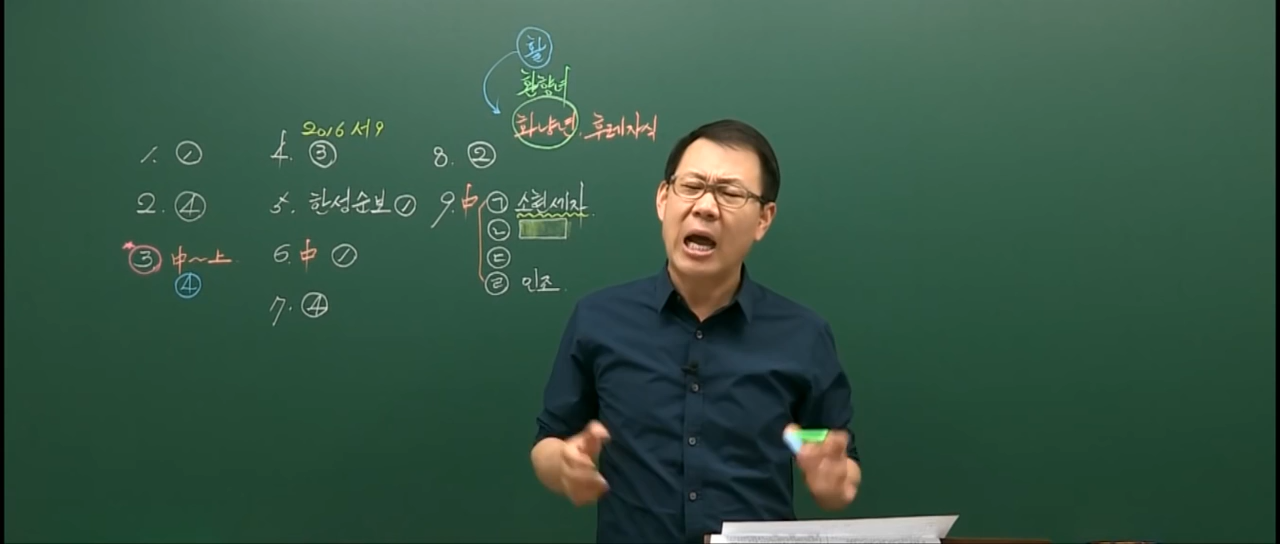 활
환향녀
화냥년. 후레자식
2016 서 9
1. ①
2. ④
③ 中~上
④
4. ③
5. 한성순보 ①
6. 中 ①
7. ④
8. ②
9. 中 ㉠ 소현세자
㉡
㉢
㉣ 인조